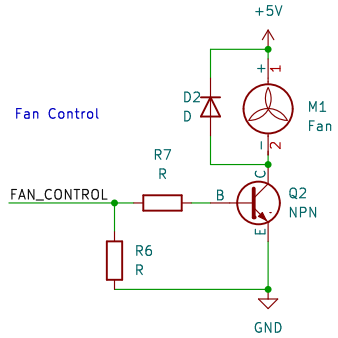 +5V
+
1
D2
D
M1
Fan
Fan Control
−
2
R7
R
C
FAN_CONTROL
B
Q2
NPN
E
R6
R
GND